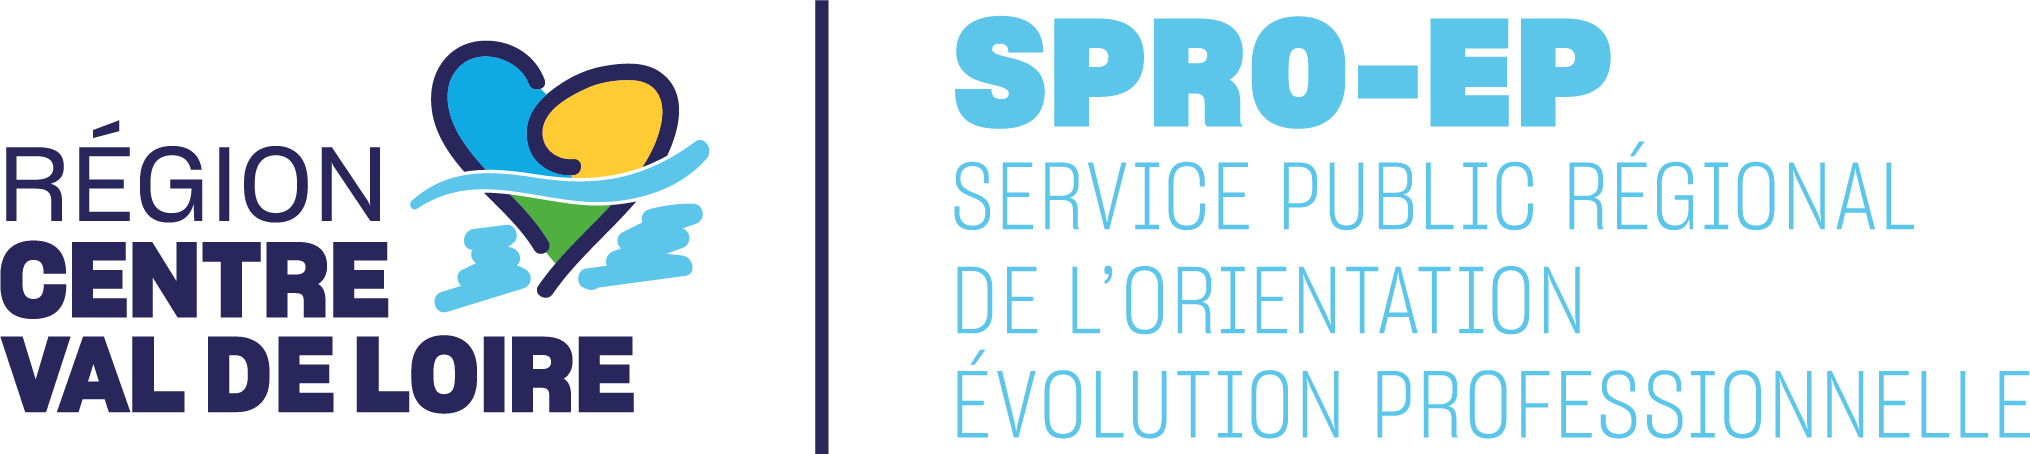 RÉGION
CENTRE
VAL DE LOIRE
SPRO-EP
SERVICE PUBLIC RÉGIONAL
DE L’ORIENTATION
ÉVOLUTION PROFESSIONNELLE